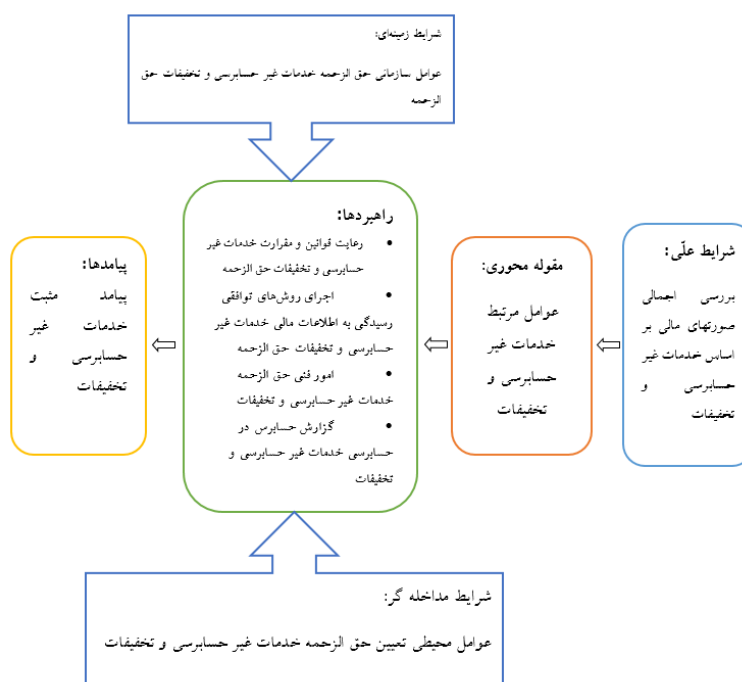 شرایط زمینه‌ای:
عوامل سازمانی حق الزحمه خدمات غیر حسابرسی و تخفیفات حق
الزحمه
شرایط علّی:
بررسی اجمالی
صورتهای مالی بر
اساس خدمات غیر
حسابرسی و
تخفیفات
مقوله محوری:
عوامل مرتبط
خدمات غیر
حسابرسی و
تخفیفات
راهبردها:
• رعایت قوانین و مقرارت خدمات غیر
حسابرسی و تخفیفات حق الزحمه
• اجرای روش‌های توافقی
رسیدگی به اطلاعات مالی خدمات غیر
حسابرسی و تخفیفات حق الزحمه
• امور فنی حق الزحمه
خدمات غیر حسابرسی و تخفیفات
• گزارش حسابرس در
حسابرسی خدمات غیر حسابرسی و
تخفیفات
پیامدها:
پیامد مثبت
خدمات غیر
حسابرسی و
تخفیفات
شرایط مداخله گر:
عوامل محیطی تعیین حق الزحمه خدمات غیر حسابرسی و تخفیفات